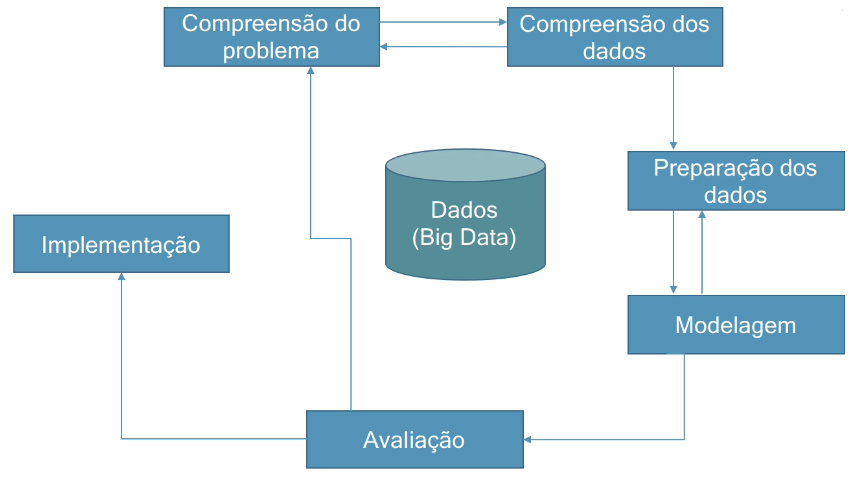 Compreensão do
problema
Compreensão dos
dados
Preparação dos
dados
Dados
(Big Data)
Implementação
Modelagem
Avaliação